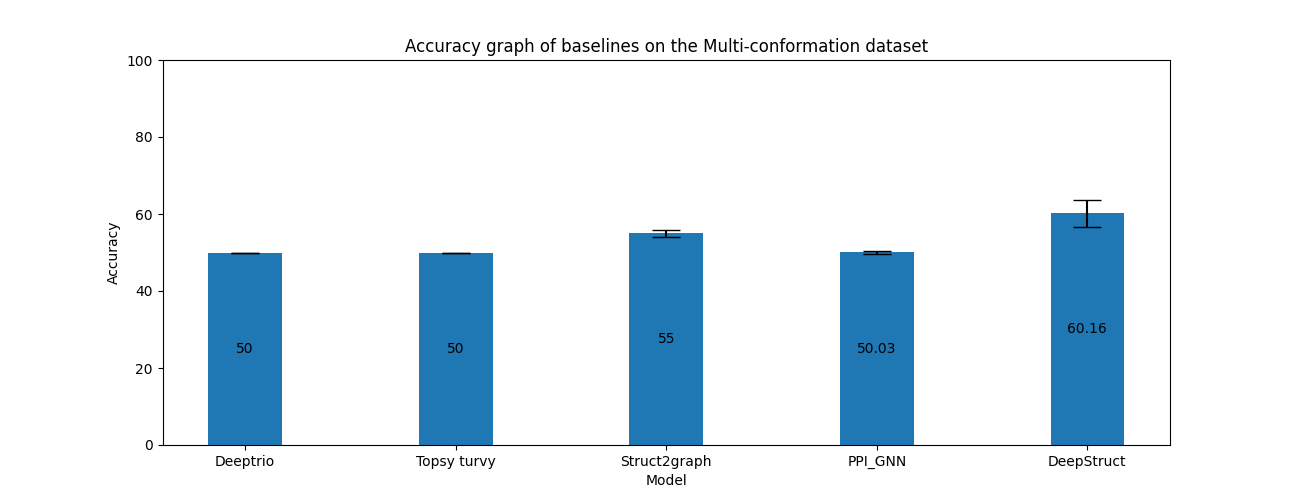 Accuracy graph of baselines on the Multi-conformation dataset
100
80
60
40
20
0
Accuracy
50
50
55
50.03
60.16
Deeptrio
Topsy turvy
Struct2graph
PPI_GNN
DeepStruct
Model